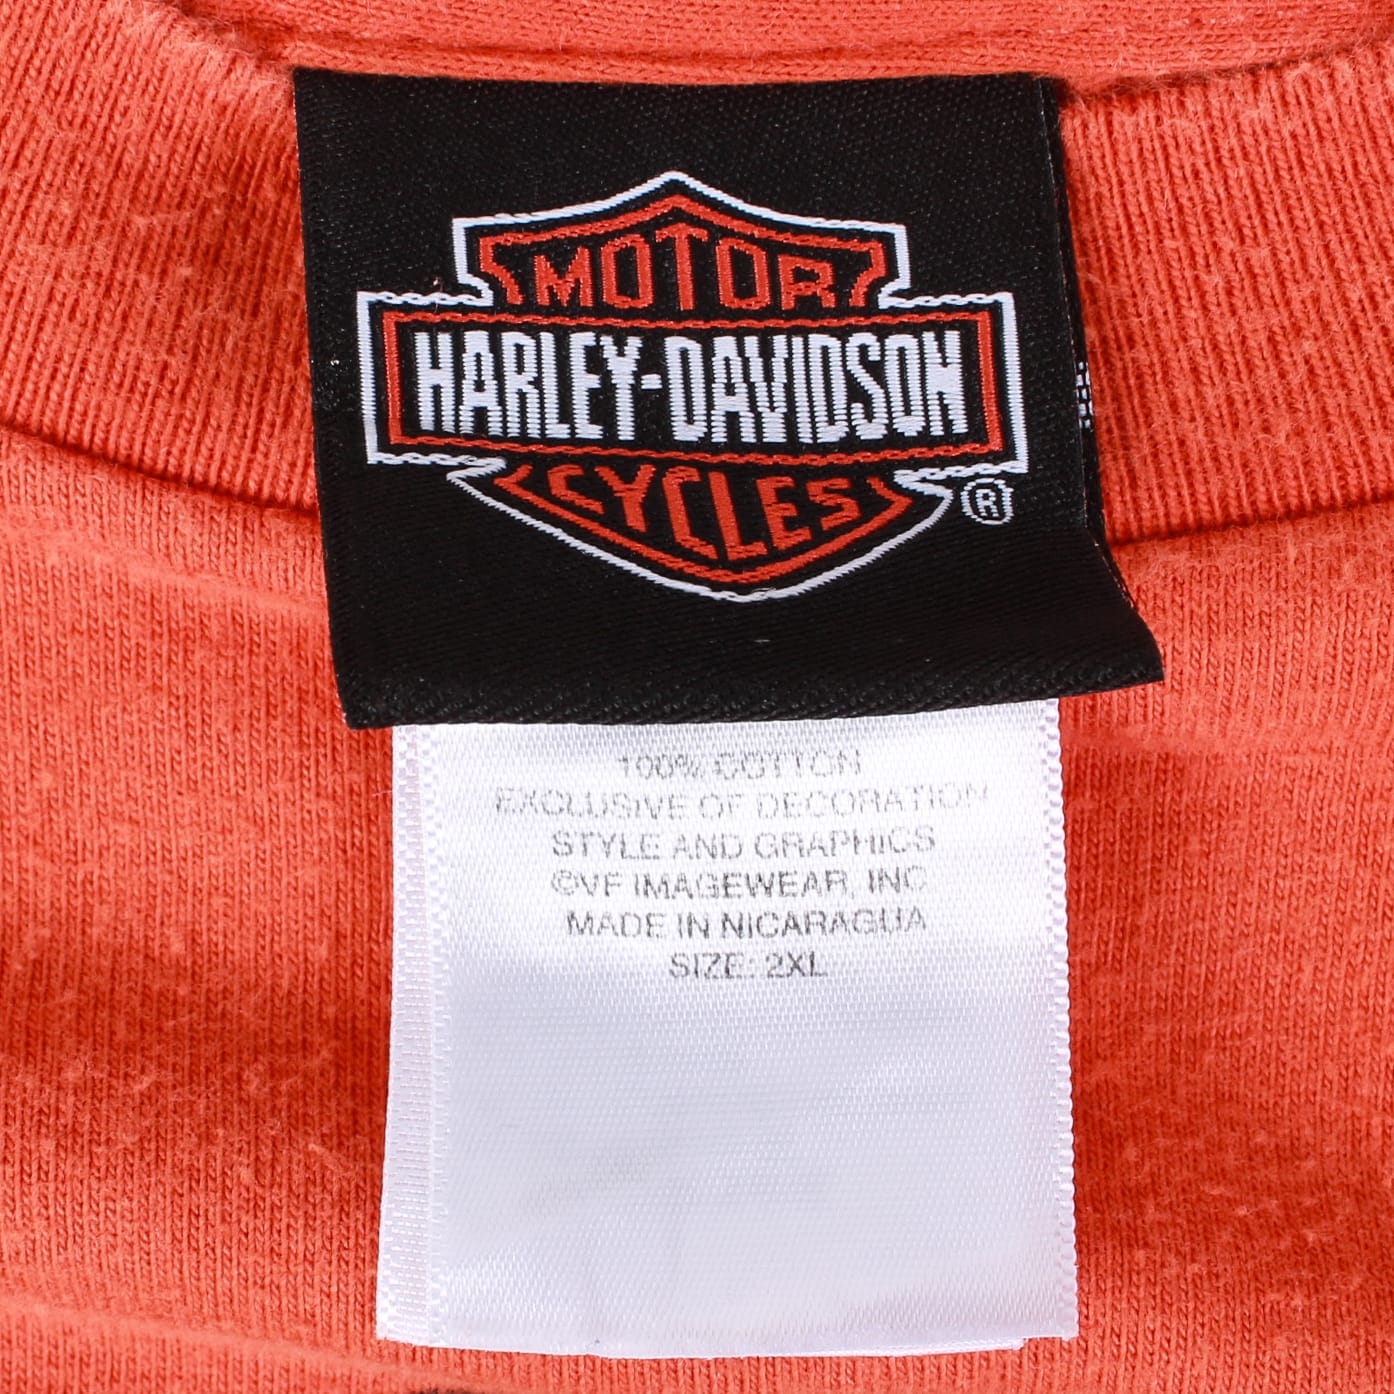 MOTOR
HARLEY-DAVIDSON
CYCLES
®
100% COTTON
EXCLUSIVE OF DECORATION
STYLE AND GRAPHICS
©VF IMAGEWEAR, INC
MADE IN NICARAGUA
SIZE: 2XL